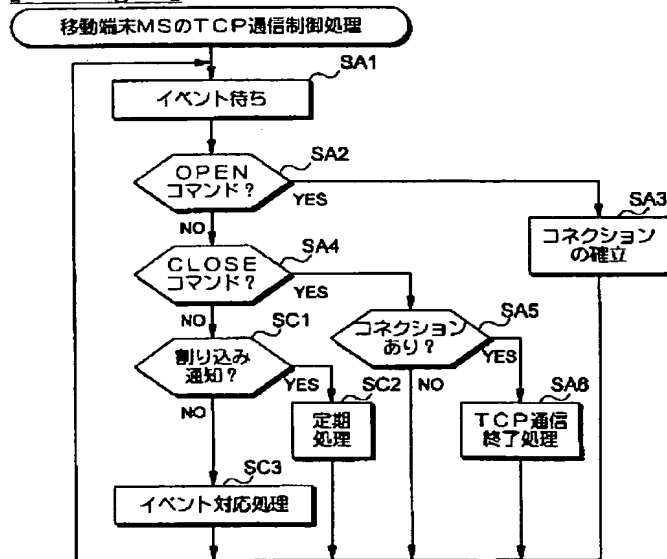 移動端末MSのTCP通信制御処理
SA1
イベント待ち
SA2
OPEN
コマンド?
YES
NO
SA3
コネクション
の確立
SA4
CLOSE
コマンド?
YES
NO
SA5
コネクション
あり?
YES
NO
SC1
割り込み
通知?
YES
NO
SC2
定期
処理
SA6
TCP通信
終了処理
SC3
イベント対応処理